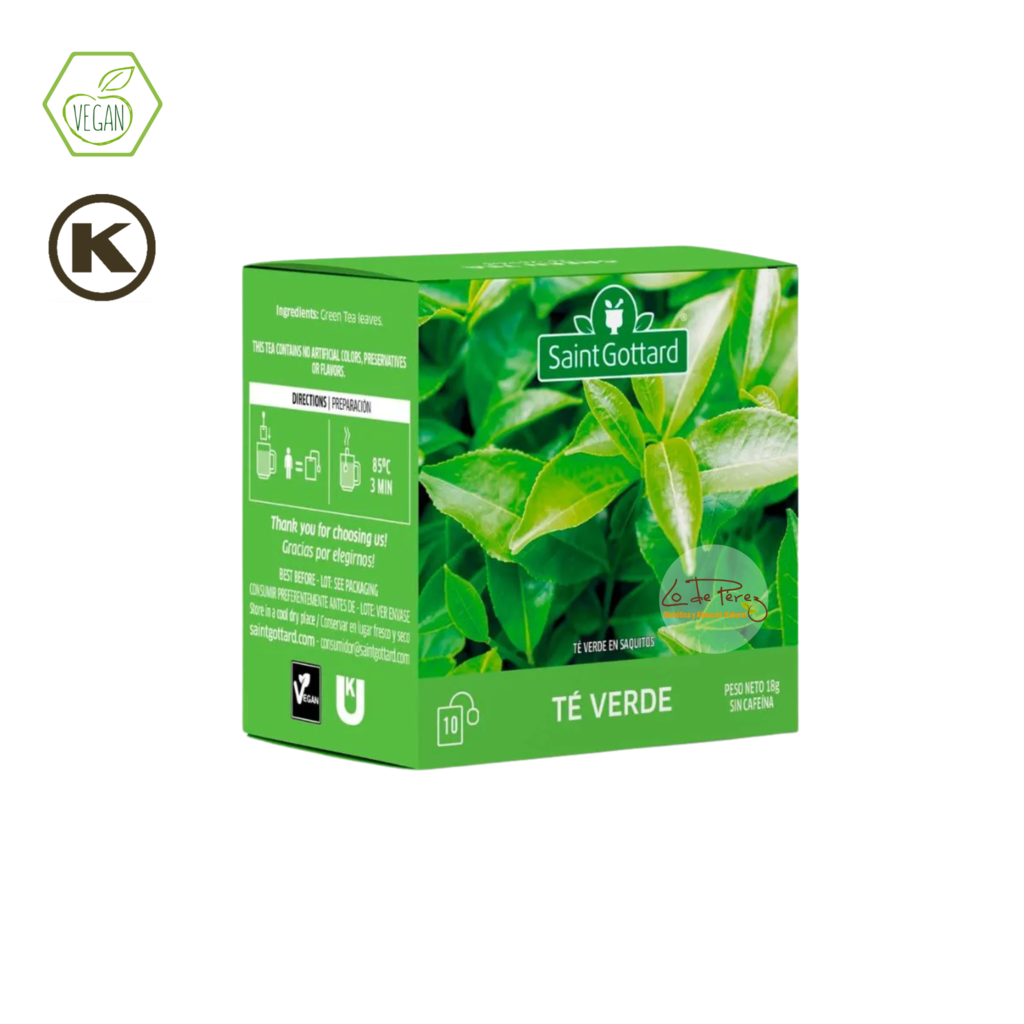 VEGAN
K
Ingredients: Green Tea leaves.
THIS TEA CONTAINS NO ARTIFICIAL COLORS, PRESERVATIVES
OR FLAVORS.
DIRECTIONS | PREPARACIÓN
85ºC
3 MIN
Thank you for choosing us!
Gracias por elegirnos!
BEST BEFORE - LOT: SEE PACKAGING
CONSUMIR PREFERENTEMENTE ANTES DE - LOTE: VER ENVASE
Store in a cool dry place / Conservar en lugar fresco y seco
saintgottard.com - consumidor@saintgottard.com
VEGAN
UK
SaintGottard
Lo de Pérez
TÉ VERDE EN SAQUITOS
10
TÉ VERDE
PESO NETO 18g
SIN CAFEÍNA